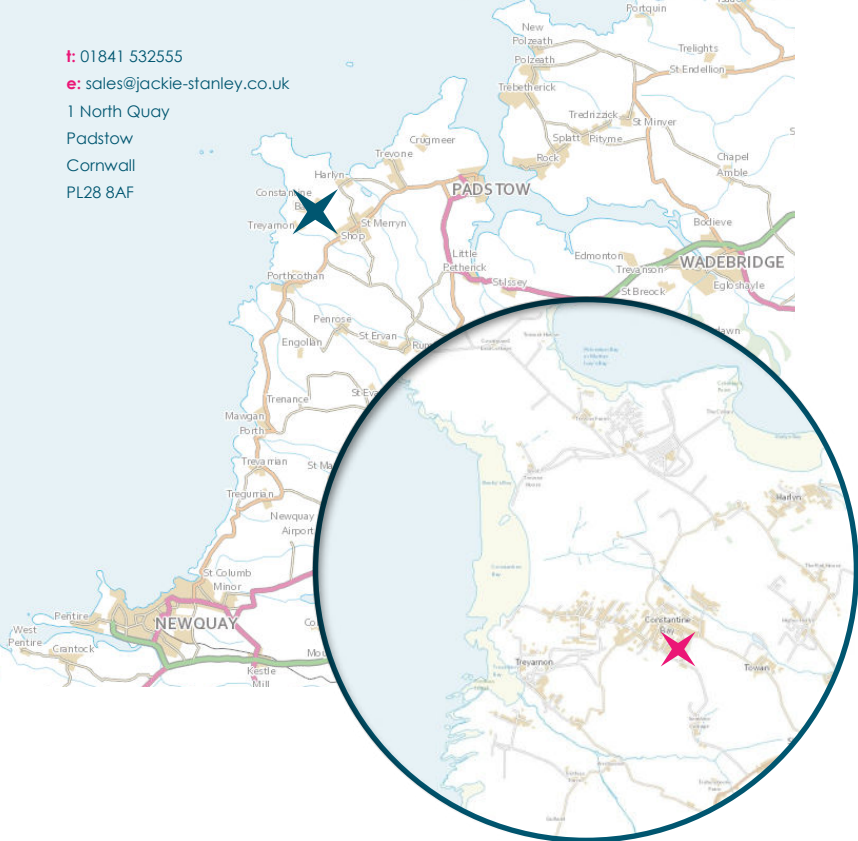 t: 01841 532555
e: sales@jackie-stanley.co.uk
1 North Quay
Padstow
Cornwall
PL28 8AF
Portquin
New
Polzeath
Polzeath
Trelights
St Endellion
Trebetherick
Tredrizzick
St Minver
Splatt
Pityme
Rock
Chapel
Amble
Crugmeer
Trevone
Harlyn
Constantine
PADSTOW
Treyarnon
St Merryn
Shop
Bodieve
Little
Petherick
Edmonton
Trevanson
WADEBRIDGE
Egloshayle
St Issey
St Breock
Porthcothan
Penrose
St Ervan
Engollan
Trenance
Mawgan
Porth
Trevarrian
Tregurrian
Newquay
Airport
St Columb
Minor
Pentire
NEWQUAY
West
Pentire
Crantock
Kestle
Mill
Harlyn
Constantine
Bay
Constantine
Bay
Treyarnon
Towan